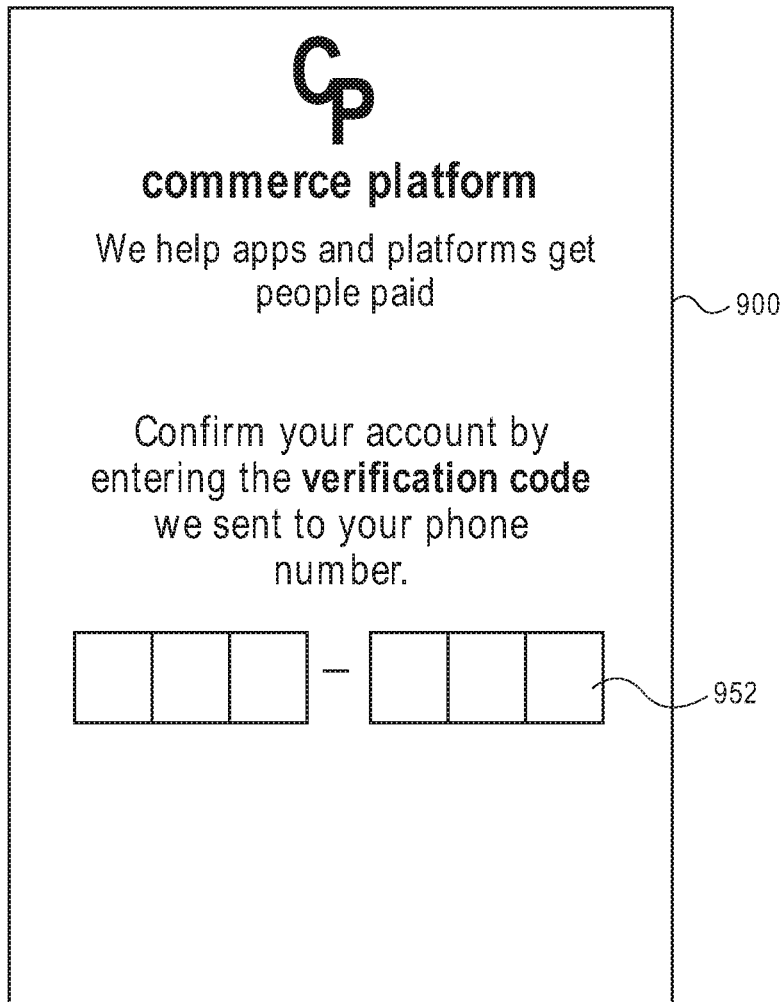 CP
commerce platform
We help apps and platforms get
people paid
900
Confirm your account by
entering the verification code
we sent to your phone
number.
–
952